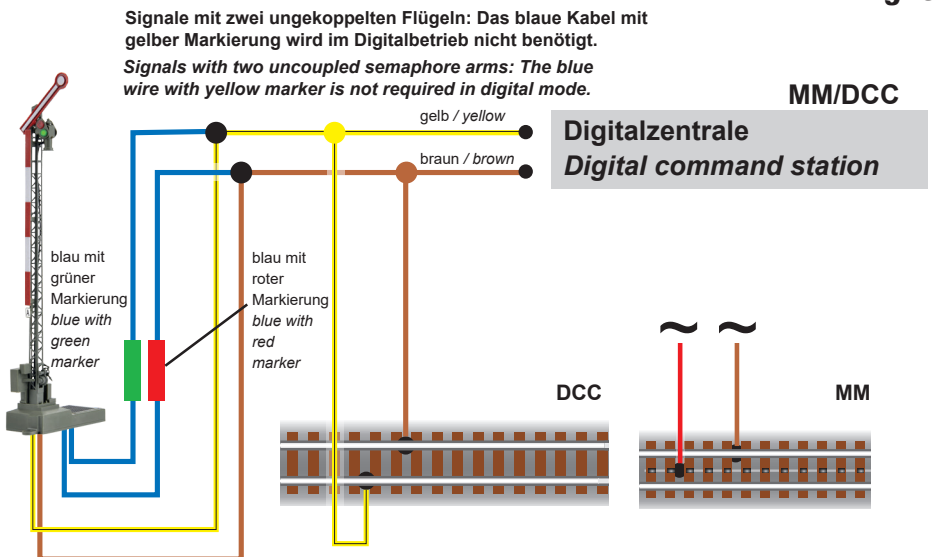 Signale mit zwei ungekoppelten Flügeln: Das blaue Kabel mit
gelber Markierung wird im Digitalbetrieb nicht benötigt.
Signals with two uncoupled semaphore arms: The blue
wire with yellow marker is not required in digital mode.
MM/DCC
gelb / yellow
Digitalzentrale
Digital command station
braun / brown
blau mit
grüner
Markierung
blue with
green
marker
blau mit
roter
Markierung
blue with
red
marker
DCC
MM
~
~